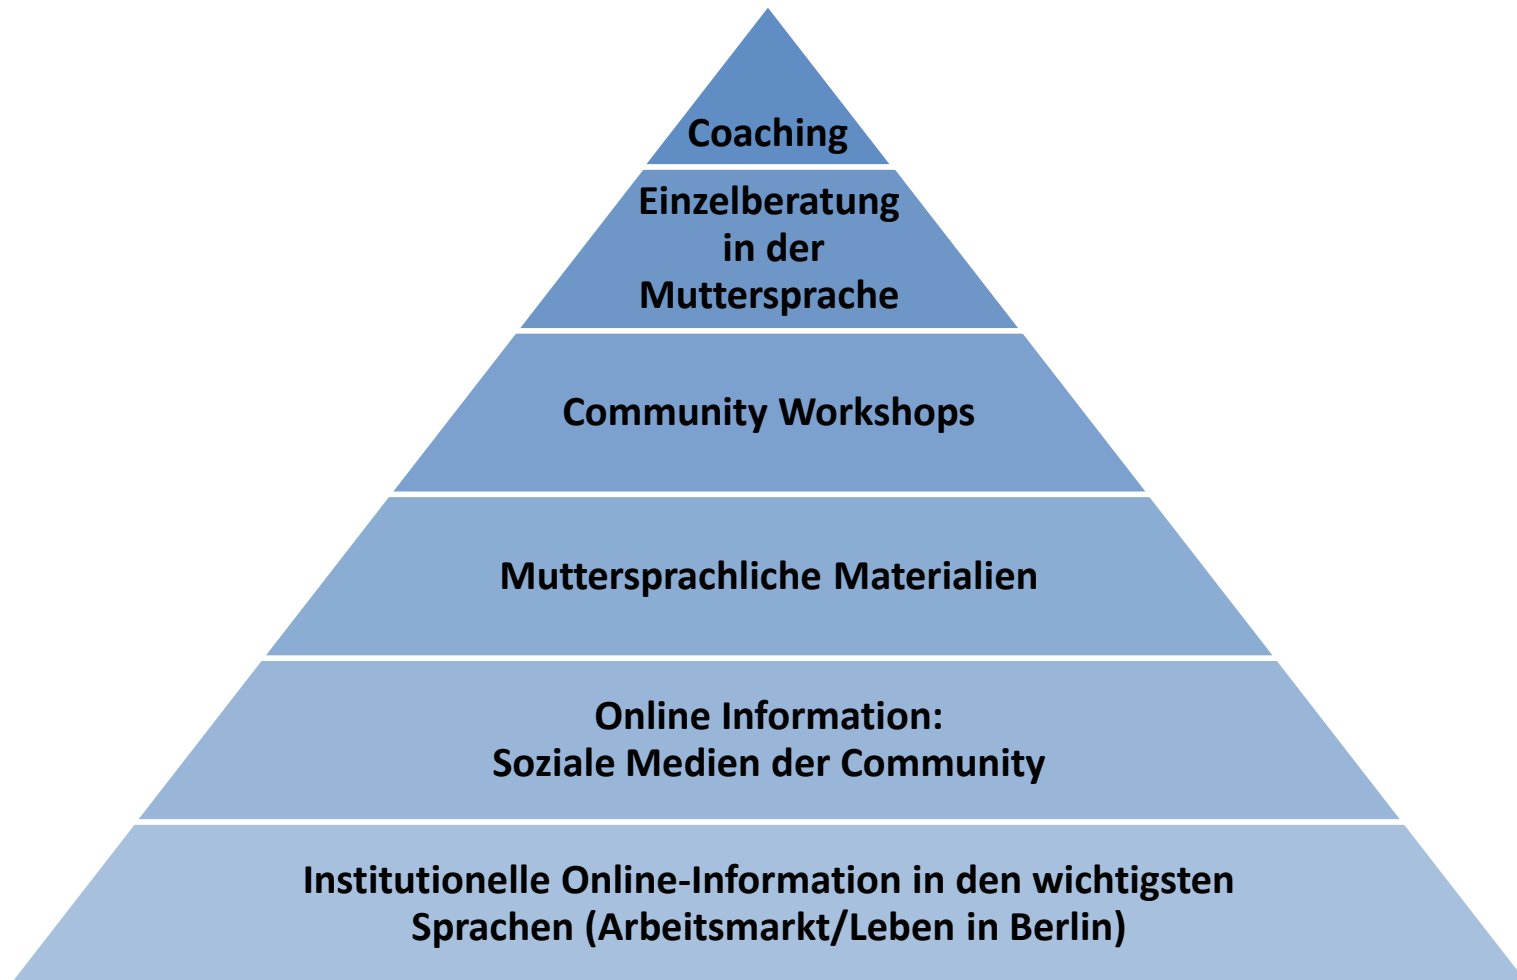 Coaching
Einzelberatung
in der
Muttersprache
Community Workshops
Muttersprachliche Materialien
Online Information:
Soziale Medien der Community
Institutionelle Online-Information in den wichtigsten
Sprachen (Arbeitsmarkt/Leben in Berlin)